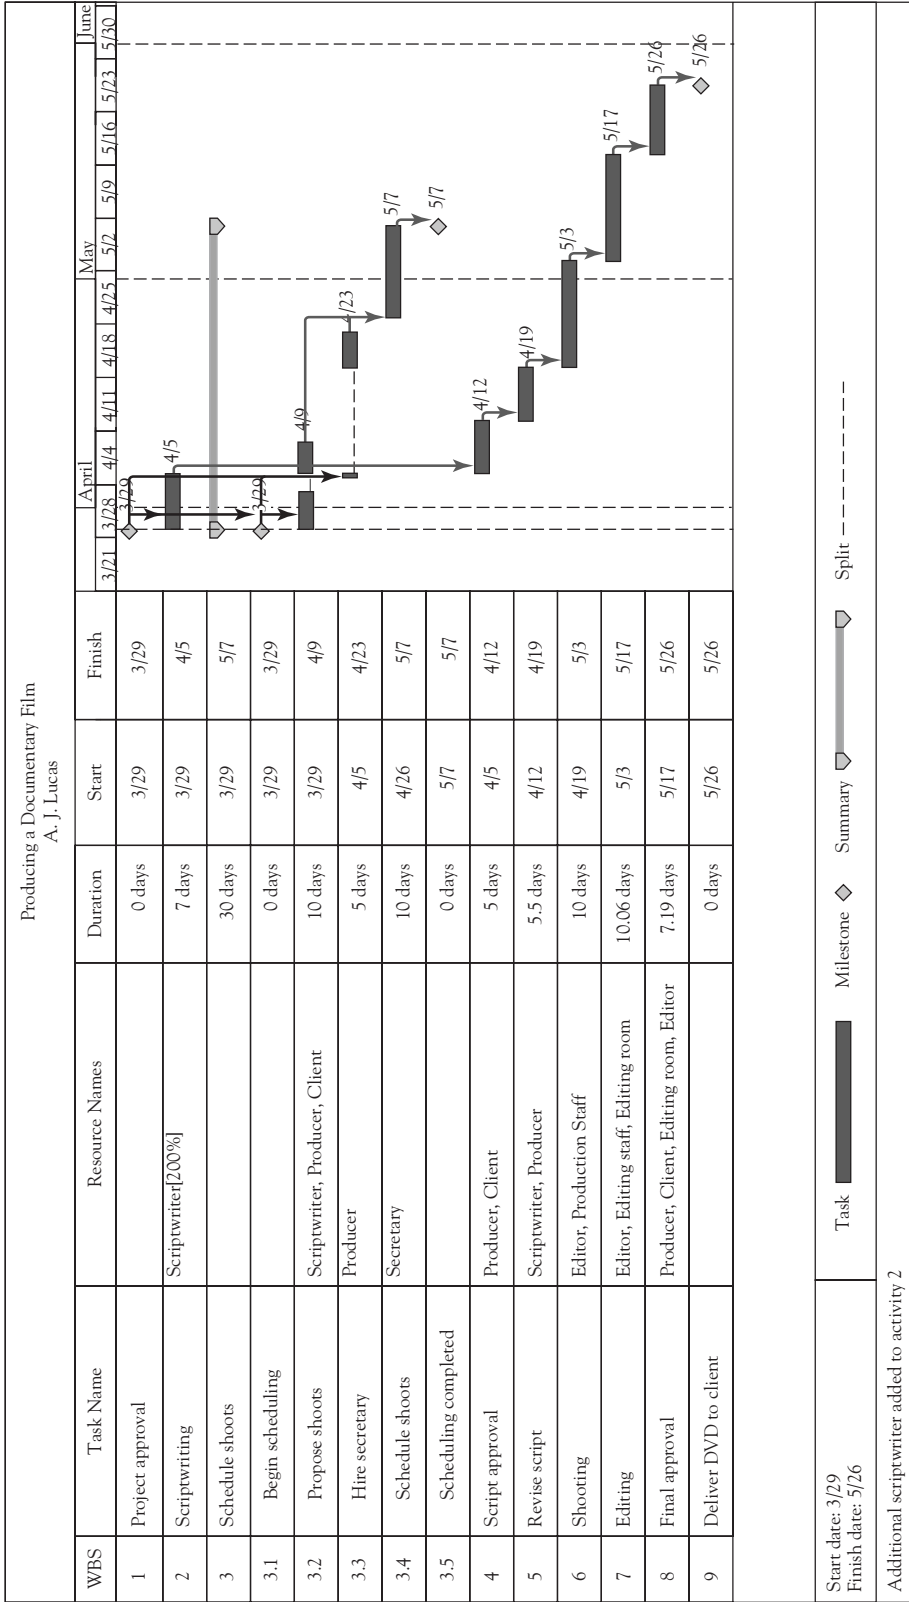 Producing a Documentary Film
A. J. Lucas
WBS Task Name Resource Names Duration Start Finish April May June
3/21 3/28 4/4 4/11 4/18 4/25 5/2 5/9 5/16 5/23 5/30
1 Project approval 0 days 3/29 3/29 3/29
2 Scriptwriting Scriptwriter[200%] 7 days 3/29 4/5 4/5
3 Schedule shoots 30 days 3/29 5/7
3.1 Begin scheduling 0 days 3/29 3/29 3/29
3.2 Propose shoots Scriptwriter, Producer, Client 10 days 3/29 4/9 4/9
3.3 Hire secretary Producer 5 days 4/5 4/23 4/23
3.4 Schedule shoots Secretary 10 days 4/26 5/7 5/7
3.5 Scheduling completed 0 days 5/7 5/7 5/7
4 Script approval Producer, Client 5 days 4/5 4/12 4/12
5 Revise script Scriptwriter, Producer 5.5 days 4/12 4/19 4/19
6 Shooting Editor, Production Staff 10 days 4/19 5/3 5/3
7 Editing Editor, Editing staff, Editing room 10.06 days 5/3 5/17 5/17
8 Final approval Producer, Client, Editing room, Editor 7.19 days 5/17 5/26 5/26
9 Deliver DVD to client 0 days 5/26 5/26 5/26
Start date: 3/29
Finish date: 5/26
Task Milestone Summary Split
Additional scriptwriter added to activity 2